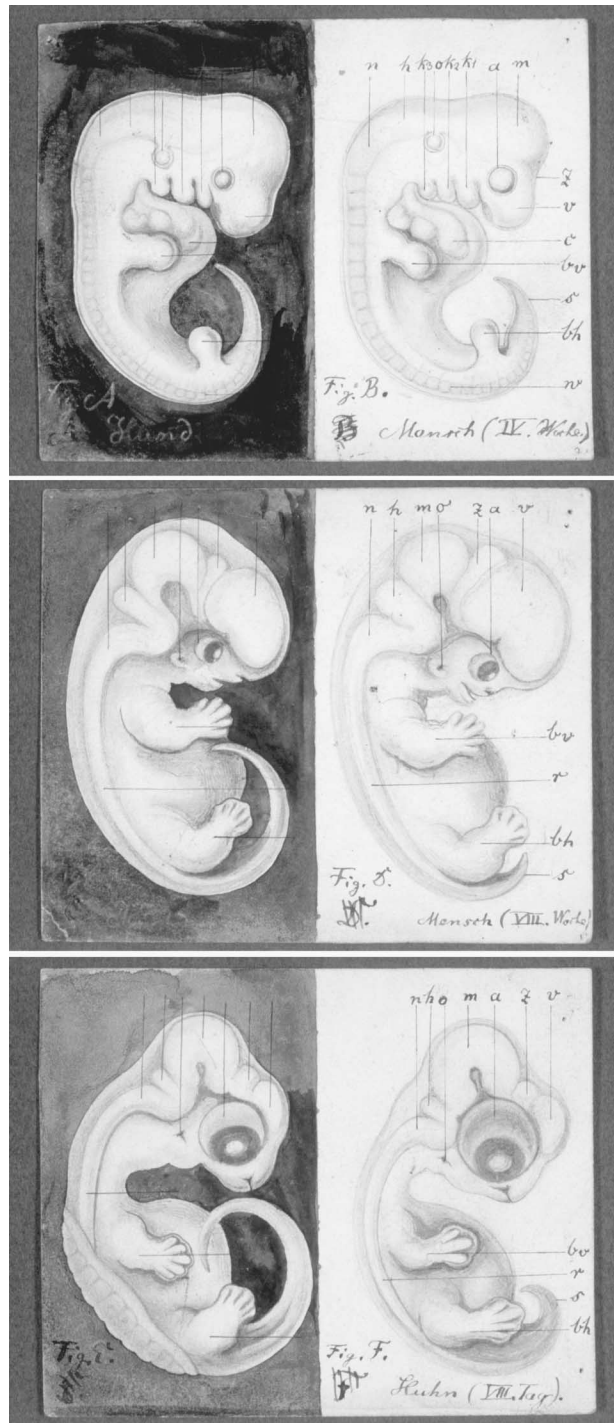 n h k3 o k2 k1 a m
z
v
c
bv
s
bh
w
Fig. A
Hund
Fig. B.
B Mensch (IV. Woche.)
n h m o z a v
bv
r
bh
s
Fig. D.
Mensch (VIII. Woche)
n h o m a z v
bv
r
s
bh
Fig. E.
Fig. F.
Huhn (VIII. Tag).